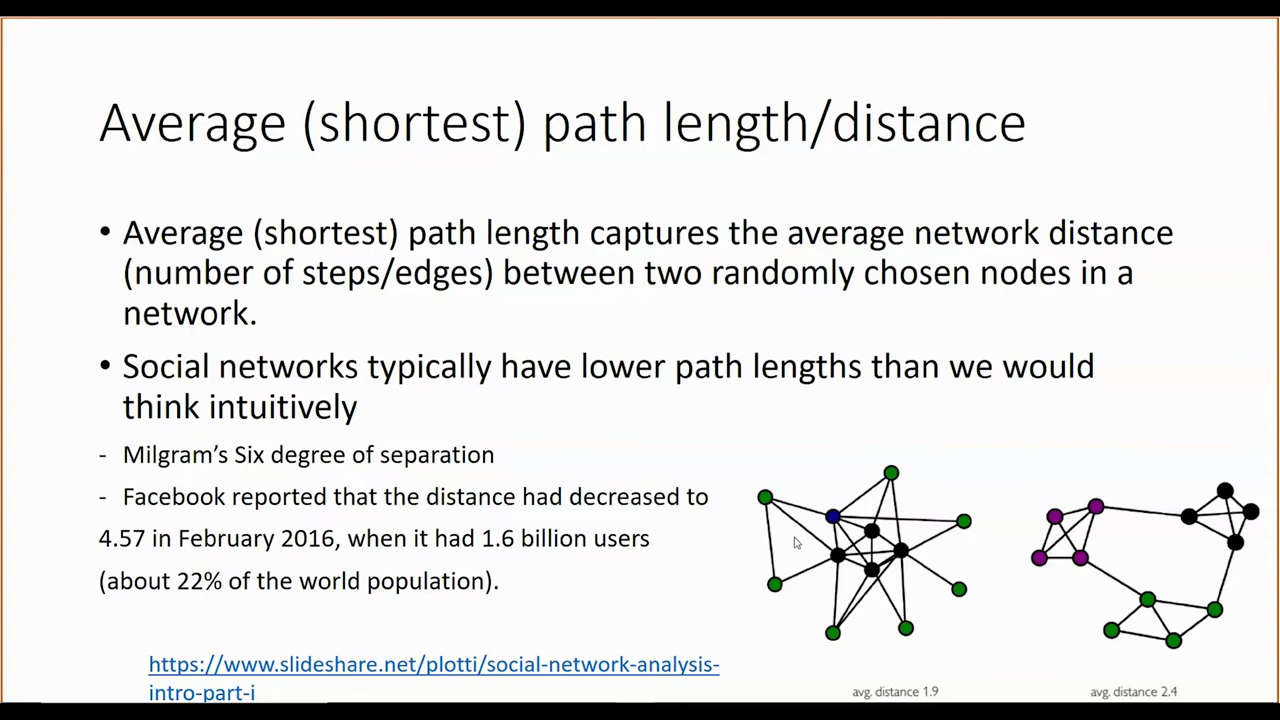 Average (shortest) path length/distance
• Average (shortest) path length captures the average network distance
(number of steps/edges) between two randomly chosen nodes in a
network.
• Social networks typically have lower path lengths than we would
think intuitively
- Milgram’s Six degree of separation
- Facebook reported that the distance had decreased to
4.57 in February 2016, when it had 1.6 billion users
(about 22% of the world population).
https://www.slideshare.net/plotti/social-network-analysis-
intro-part-i
avg. distance 1.9
avg. distance 2.4